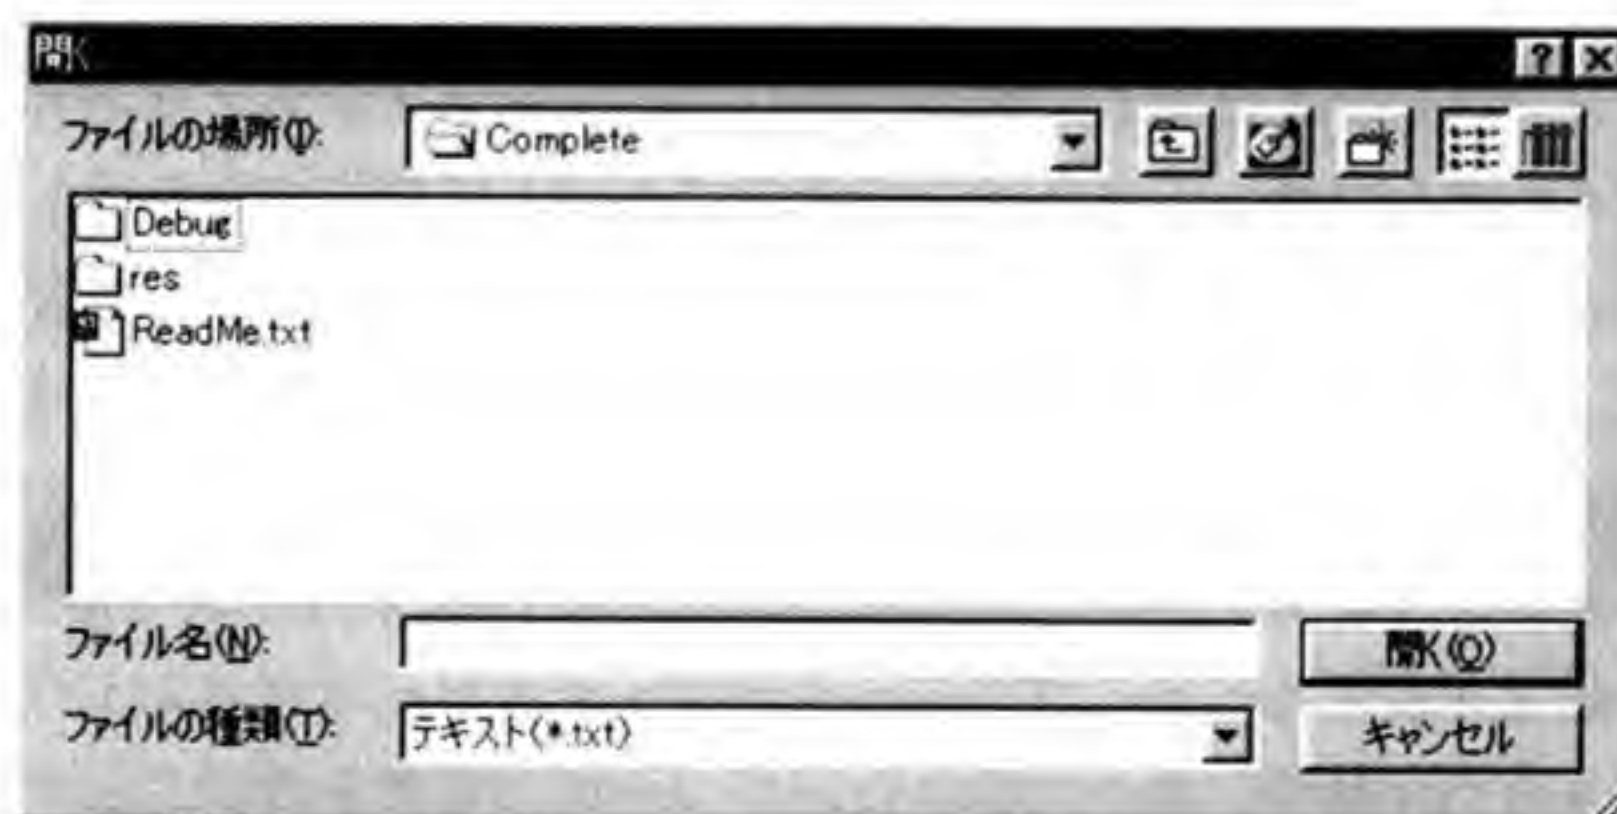 開く
ファイルの場所(I): Complete
Debug
res
ReadMe.txt
ファイル名(N): 開く(O)
ファイルの種類(T): テキスト(*.txt) キャンセル